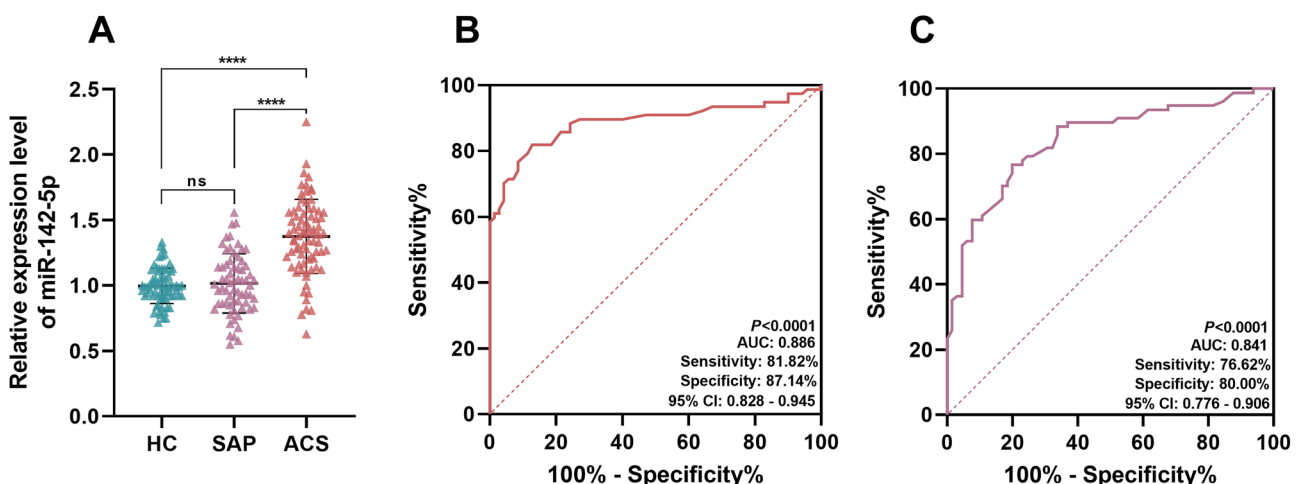 A
Relative expression level
of miR-142-5p
2.5
2.0
1.5
1.0
0.5
0.0
****
****
ns
HC SAP ACS
B
Sensitivity%
100
80
60
40
20
0
P<0.0001
AUC: 0.886
Sensitivity: 81.82%
Specificity: 87.14%
95% CI: 0.828 - 0.945
0 20 40 60 80 100
100% - Specificity%
C
Sensitivity%
100
80
60
40
20
0
P<0.0001
AUC: 0.841
Sensitivity: 76.62%
Specificity: 80.00%
95% CI: 0.776 - 0.906
0 20 40 60 80 100
100% - Specificity%